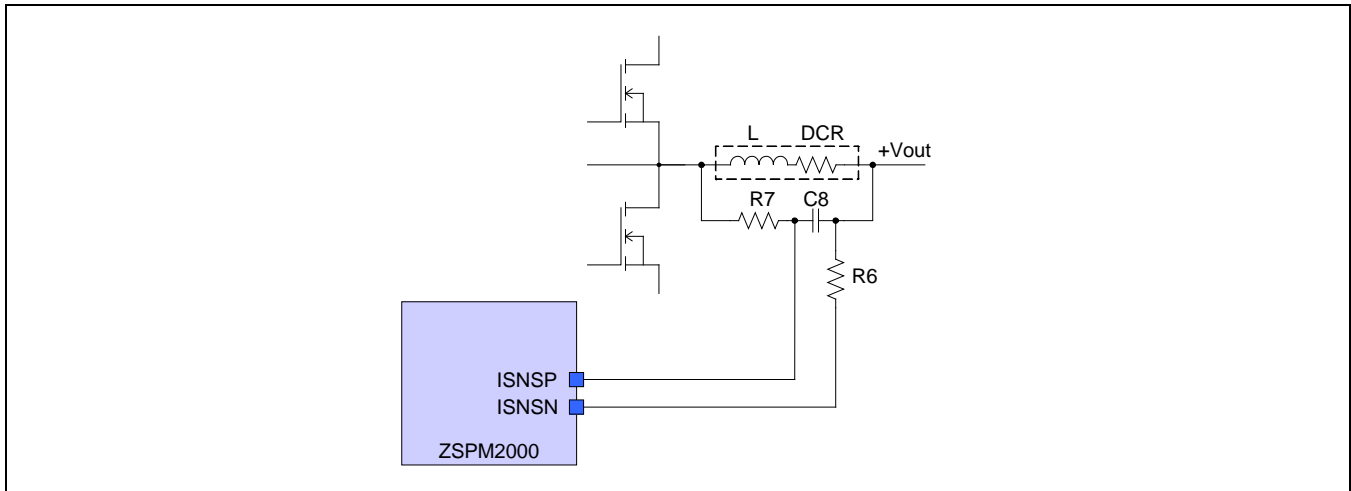 L DCR
+Vout
R7 C8
R6
ISNSP
ISNSN
ZSPM2000